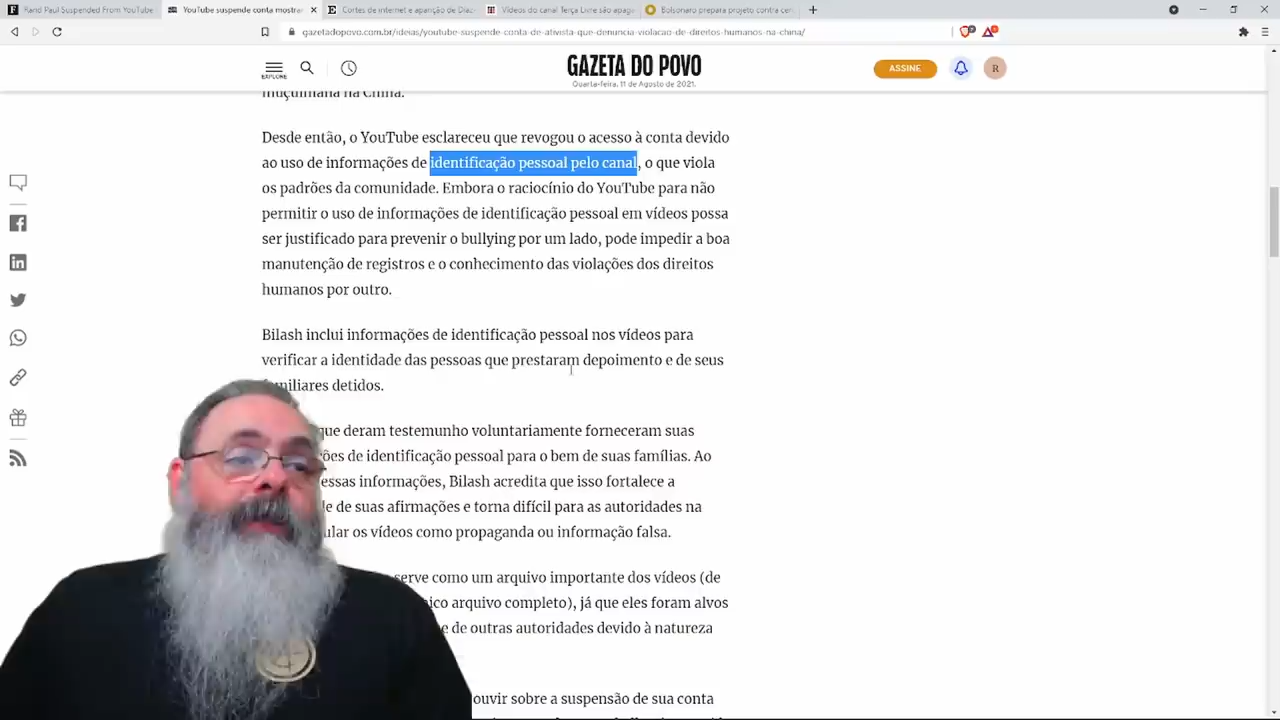 Rand Paul Suspended From YouTube
YouTube suspende conta mostrar
Cortes de internet e aparição de Díaz
Vídeos do canal Terça Livre são apag
Bolsonaro prepara projeto contra cen
gazetadopovo.com.br/ideias/youtube-suspende-conta-de-ativista-que-denuncia-violacao-de-direitos-humanos-na-china/
EXPLORE
GAZETA DO POVO
Quarta-feira, 11 de Agosto de 2021.
ASSINE
R
muçulmana na China.
Desde então, o YouTube esclareceu que revogou o acesso à conta devido
ao uso de informações de identificação pessoal pelo canal, o que viola
os padrões da comunidade. Embora o raciocínio do YouTube para não
permitir o uso de informações de identificação pessoal em vídeos possa
ser justificado para prevenir o bullying por um lado, pode impedir a boa
manutenção de registros e o conhecimento das violações dos direitos
humanos por outro.
Bilash inclui informações de identificação pessoal nos vídeos para
verificar a identidade das pessoas que prestaram depoimento e de seus
miliares detidos.
que deram testemunho voluntariamente forneceram suas
ões de identificação pessoal para o bem de suas famílias. Ao
essas informações, Bilash acredita que isso fortalece a
de suas afirmações e torna difícil para as autoridades na
ular os vídeos como propaganda ou informação falsa.
serve como um arquivo importante dos vídeos (de
ico arquivo completo), já que eles foram alvos
e de outras autoridades devido à natureza
ouvir sobre a suspensão de sua conta